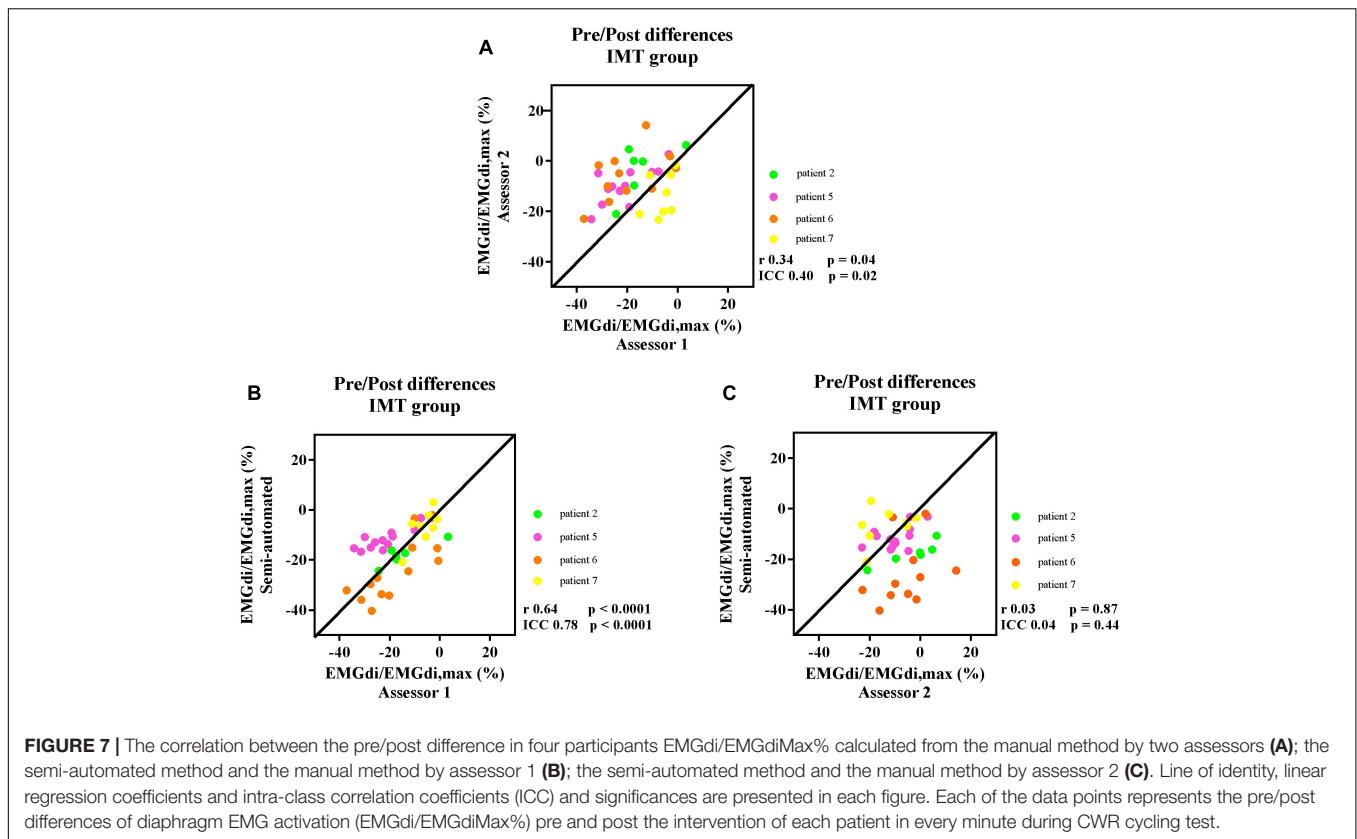 A
Pre/Post differences
IMT group
EMGdi/EMGdi,max (%)
Assessor 2
20
0
-20
-40
-40 -20 0 20
EMGdi/EMGdi,max (%)
Assessor 1
patient 2
patient 5
patient 6
patient 7
r 0.34 p = 0.04
ICC 0.40 p = 0.02
B
Pre/Post differences
IMT group
EMGdi/EMGdi,max (%)
Semi-automated
20
0
-20
-40
-40 -20 0 20
EMGdi/EMGdi,max (%)
Assessor 1
patient 2
patient 5
patient 6
patient 7
r 0.64 p < 0.0001
ICC 0.78 p < 0.0001
C
Pre/Post differences
IMT group
EMGdi/EMGdi,max (%)
Semi-automated
20
0
-20
-40
-40 -20 0 20
EMGdi/EMGdi,max (%)
Assessor 2
patient 2
patient 5
patient 6
patient 7
r 0.03 p = 0.87
ICC 0.04 p = 0.44
FIGURE 7 | The correlation between the pre/post difference in four participants EMGdi/EMGdiMax% calculated from the manual method by two assessors (A); the
semi-automated method and the manual method by assessor 1 (B); the semi-automated method and the manual method by assessor 2 (C). Line of identity, linear
regression coefficients and intra-class correlation coefficients (ICC) and significances are presented in each figure. Each of the data points represents the pre/post
differences of diaphragm EMG activation (EMGdi/EMGdiMax%) pre and post the intervention of each patient in every minute during CWR cycling test.